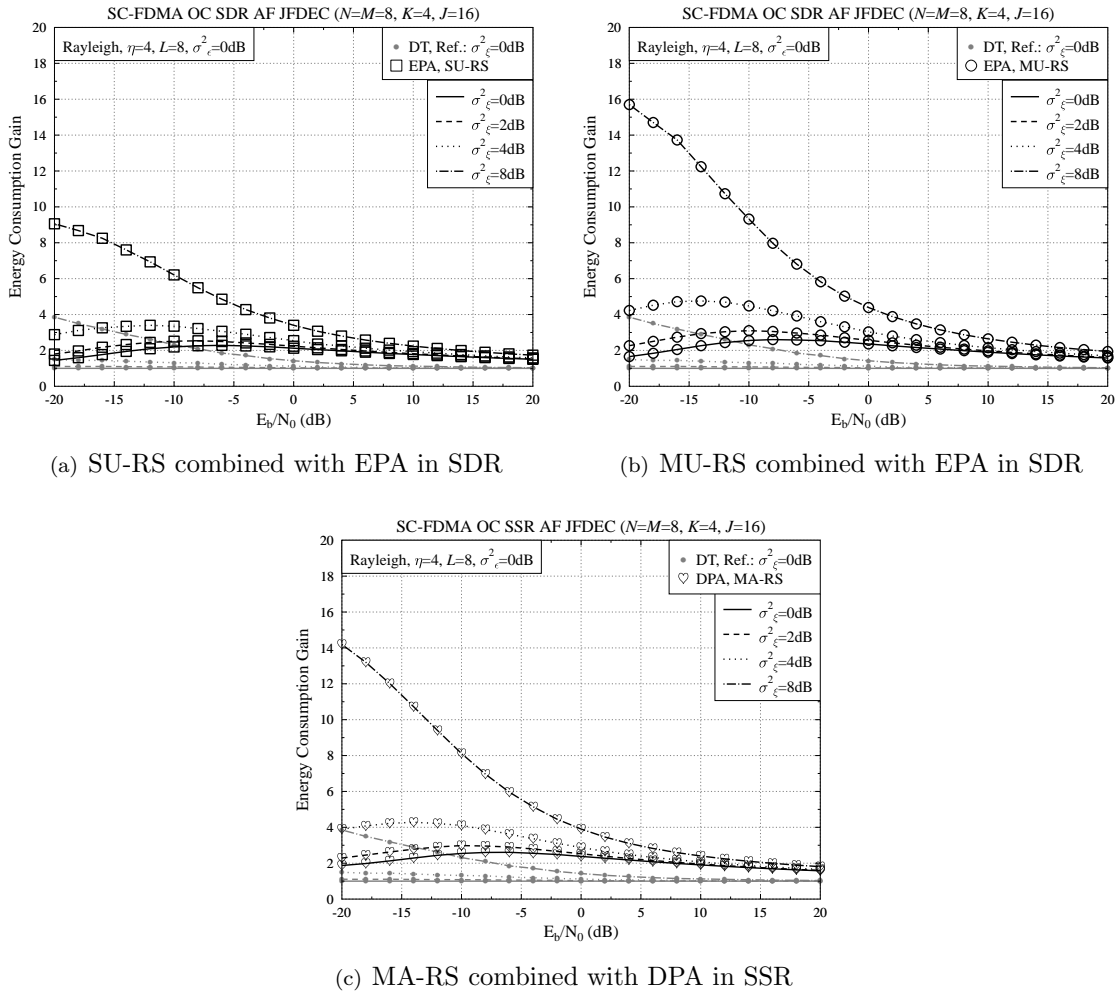 SC-FDMA OC SDR AF JFDEC (N=M=8, K=4, J=16)
Rayleigh, η=4, L=8, σ²ϵ=0dB
DT, Ref.: σ²ξ=0dB
EPA, SU-RS
σ²ξ=0dB
σ²ξ=2dB
σ²ξ=4dB
σ²ξ=8dB
Energy Consumption Gain
20
18
16
14
12
10
8
6
4
2
0
-20 -15 -10 -5 0 5 10 15 20
Eb/N0 (dB)
(a) SU-RS combined with EPA in SDR
SC-FDMA OC SDR AF JFDEC (N=M=8, K=4, J=16)
Rayleigh, η=4, L=8, σ²ϵ=0dB
DT, Ref.: σ²ξ=0dB
EPA, MU-RS
σ²ξ=0dB
σ²ξ=2dB
σ²ξ=4dB
σ²ξ=8dB
Energy Consumption Gain
20
18
16
14
12
10
8
6
4
2
0
-20 -15 -10 -5 0 5 10 15 20
Eb/N0 (dB)
(b) MU-RS combined with EPA in SDR
SC-FDMA OC SSR AF JFDEC (N=M=8, K=4, J=16)
Rayleigh, η=4, L=8, σ²ϵ=0dB
DT, Ref.: σ²ξ=0dB
DPA, MA-RS
σ²ξ=0dB
σ²ξ=2dB
σ²ξ=4dB
σ²ξ=8dB
Energy Consumption Gain
20
18
16
14
12
10
8
6
4
2
0
-20 -15 -10 -5 0 5 10 15 20
Eb/N0 (dB)
(c) MA-RS combined with DPA in SSR